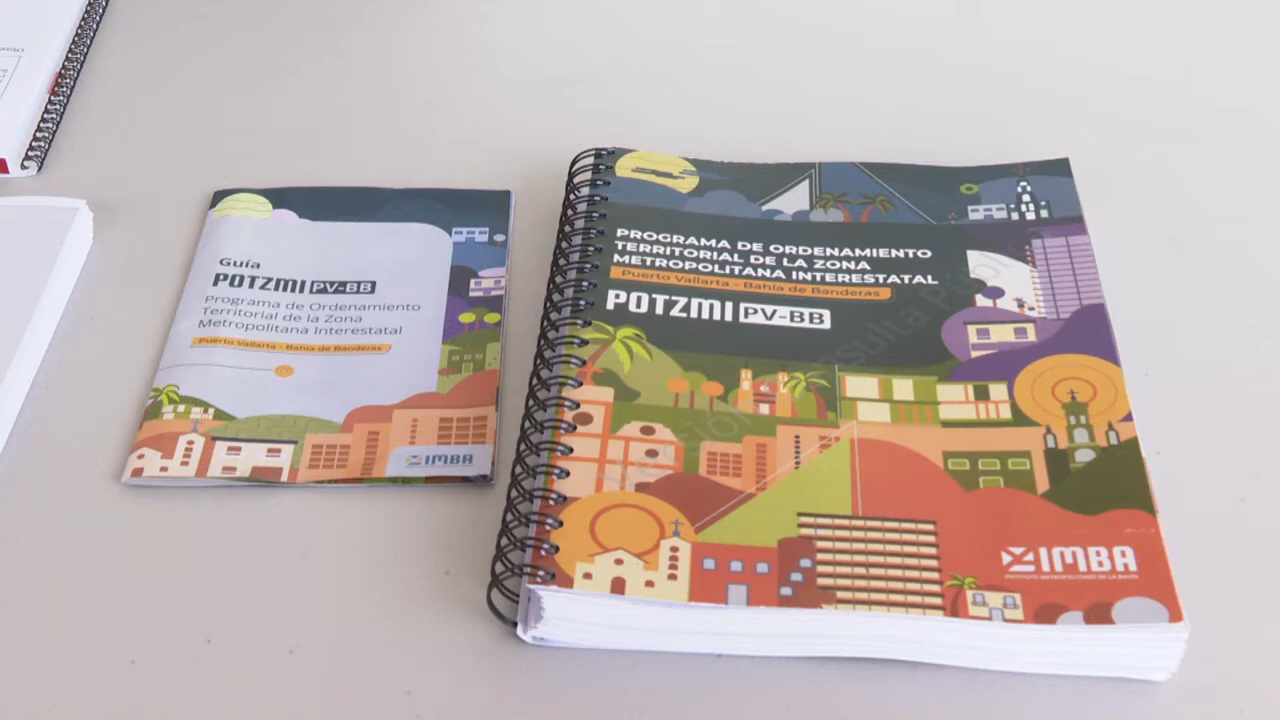 Guía
POTZMI PV-BB
Programa de Ordenamiento
Territorial de la Zona
Metropolitana Interestatal
Puerto Vallarta - Bahía de Banderas
IMBA
PROGRAMA DE ORDENAMIENTO
TERRITORIAL DE LA ZONA
METROPOLITANA INTERESTATAL
Puerto Vallarta - Bahía de Banderas
POTZMI PV-BB
IMBA
INSTITUTO METROPOLITANO DE LA BAHÍA